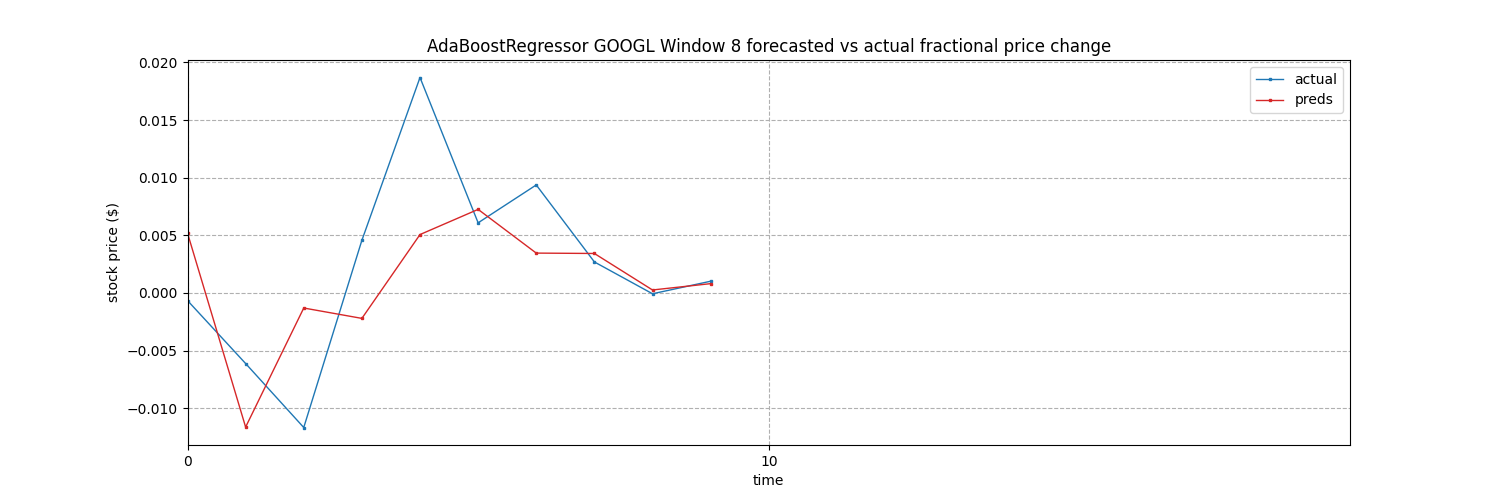 AdaBoostRegressor GOOGL Window 8 forecasted vs actual fractional price change
0.020
0.015
0.010
0.005
0.000
−0.005
−0.010
stock price ($)
actual
preds
0
10
time